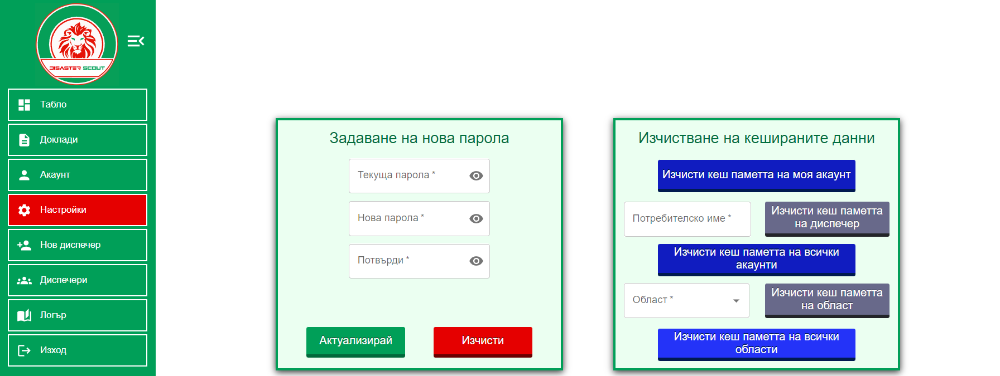 DISASTER SCOUT
Табло
Доклади
Акаунт
Настройки
Нов диспечер
Диспечери
Логър
Изход
Задаване на нова парола
Текуща парола *
Нова парола *
Потвърди *
Актуализирай
Изчисти
Изчистване на кешираните данни
Изчисти кеш паметта на моя акаунт
Потребителско име *
Изчисти кеш паметта
на диспечер
Изчисти кеш паметта на всички
акаунти
Област *
Изчисти кеш паметта
на област
Изчисти кеш паметта на всички
области